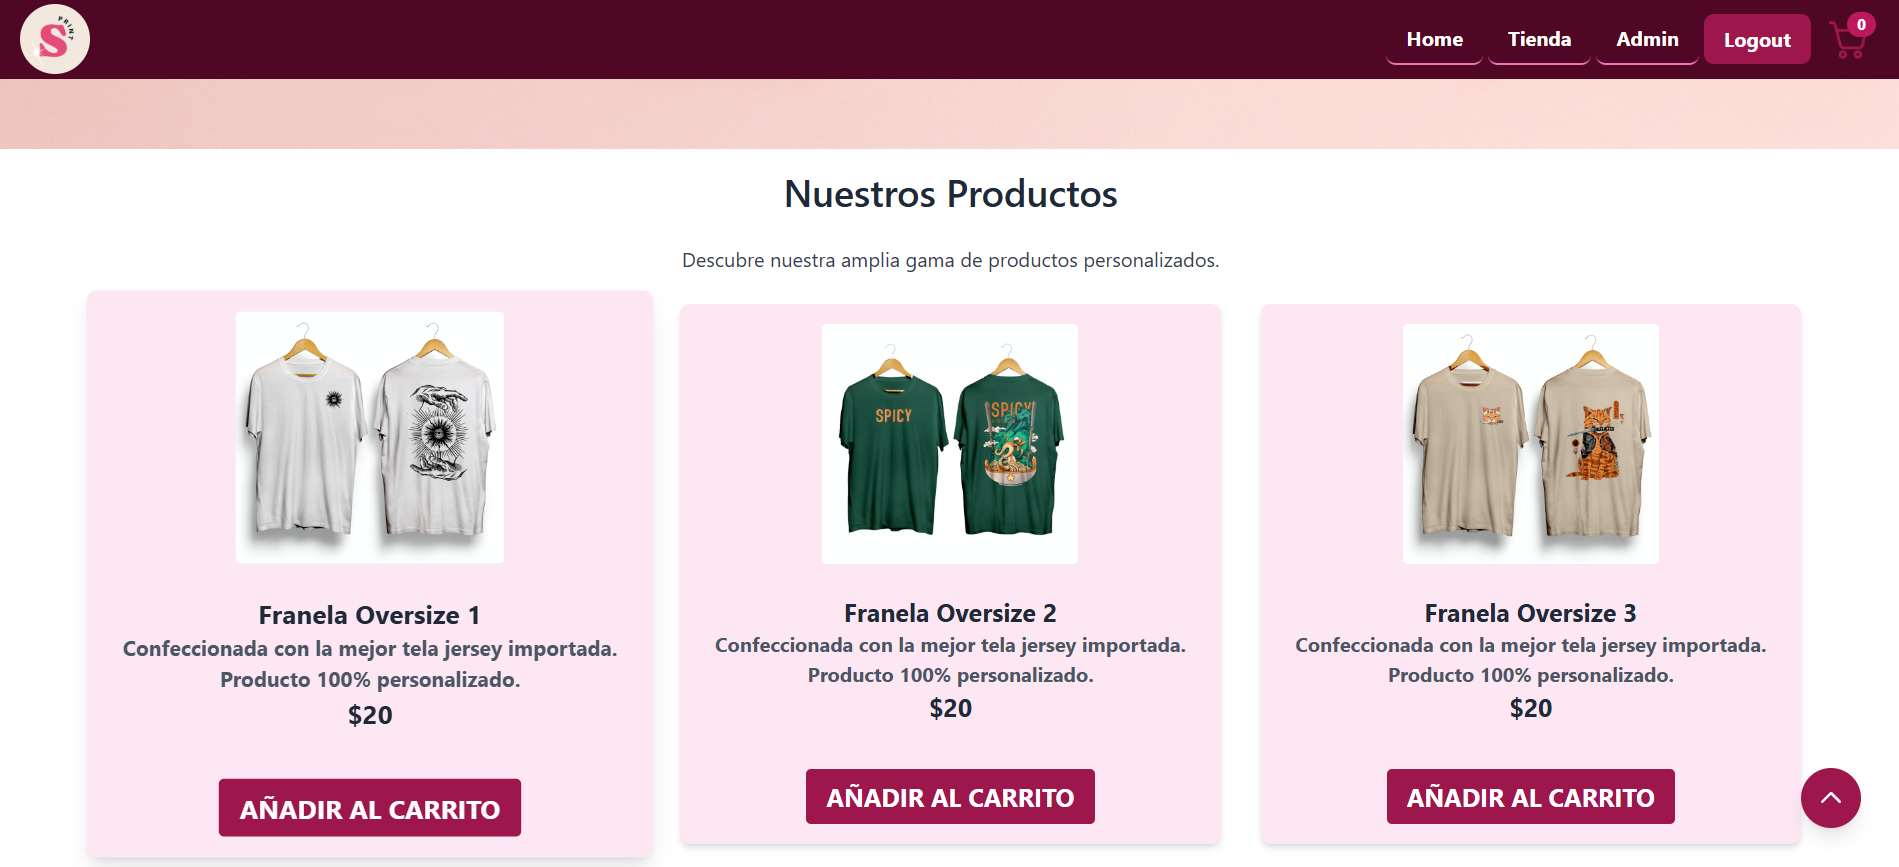 S
PRINT
Home
Tienda
Admin
Logout
0
Nuestros Productos
Descubre nuestra amplia gama de productos personalizados.
SPICY
SPICY
Franela Oversize 1
Confeccionada con la mejor tela jersey importada.
Producto 100% personalizado.
$20
AÑADIR AL CARRITO
Franela Oversize 2
Confeccionada con la mejor tela jersey importada.
Producto 100% personalizado.
$20
AÑADIR AL CARRITO
Franela Oversize 3
Confeccionada con la mejor tela jersey importada.
Producto 100% personalizado.
$20
AÑADIR AL CARRITO